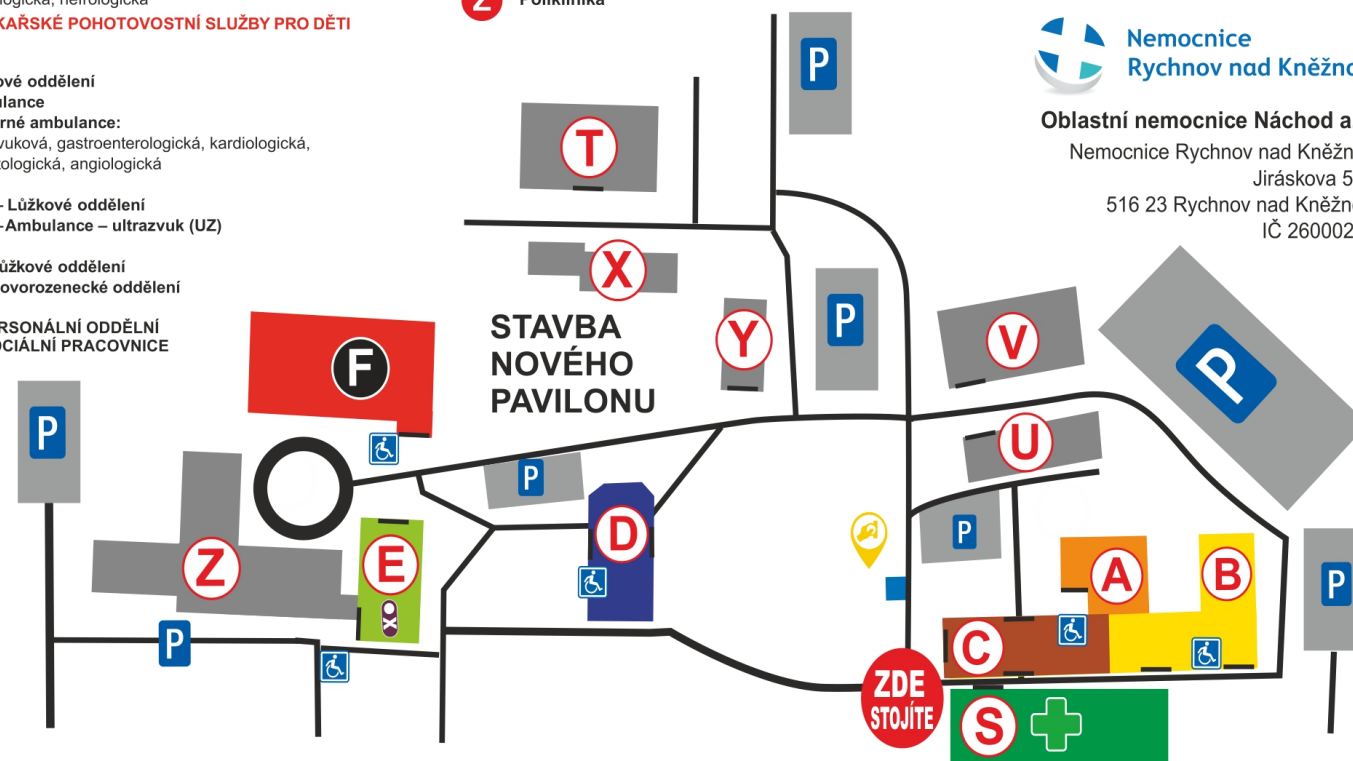 ologická, nefrologická
KAŘSKÉ POHOTOVOSTNÍ SLUŽBY PRO DĚTI
ové oddělení
ulance
rné ambulance:
vuková, gastroenterologická, kardiologická,
tologická, angiologická
- Lůžkové oddělení
-Ambulance – ultrazvuk (UZ)
ůžkové oddělení
ovorozenecké oddělení
RSONÁLNÍ ODDĚLNÍ
OCIÁLNÍ PRACOVNICE
Z Poliklinika
Nemocnice
Rychnov nad Kněžno
Oblastní nemocnice Náchod a.
Nemocnice Rychnov nad Kněžn
Jiráskova 5
516 23 Rychnov nad Kněžn
IČ 260002
P
T
X
STAVBA
NOVÉHO
PAVILONU
Y
P
V
P
F
P
U
P
D
P
Z
E
A
B
P
P
C
ZDE
STOJÍTE
S